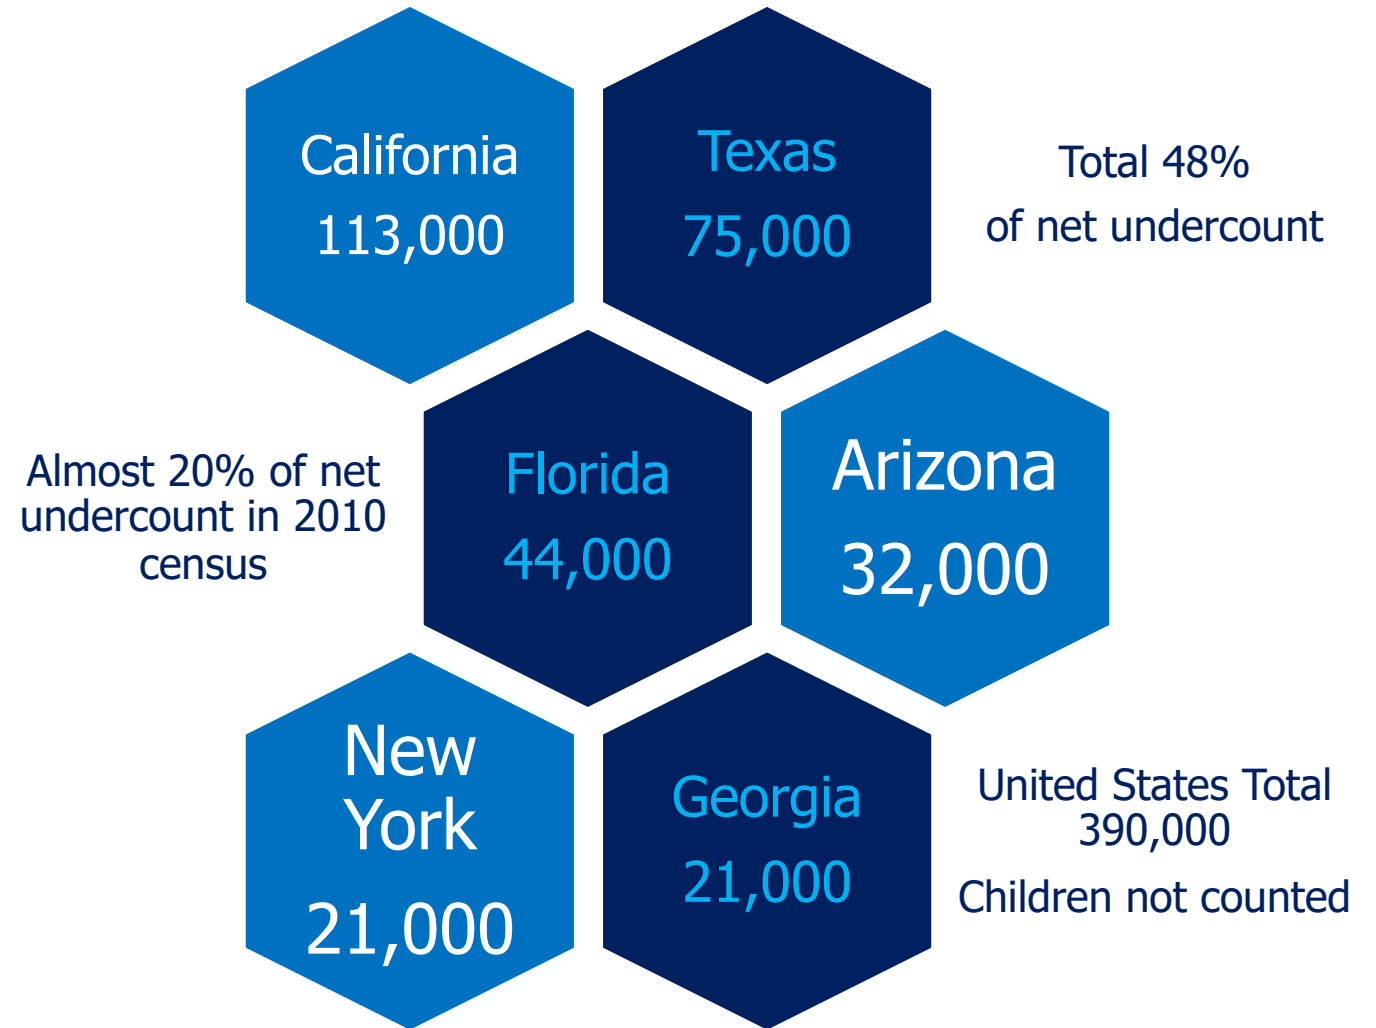 California
113,000
Texas
75,000
Total 48%
of net undercount
Almost 20% of net
undercount in 2010
census
Florida
44,000
Arizona
32,000
New
York
21,000
Georgia
21,000
United States Total
390,000
Children not counted